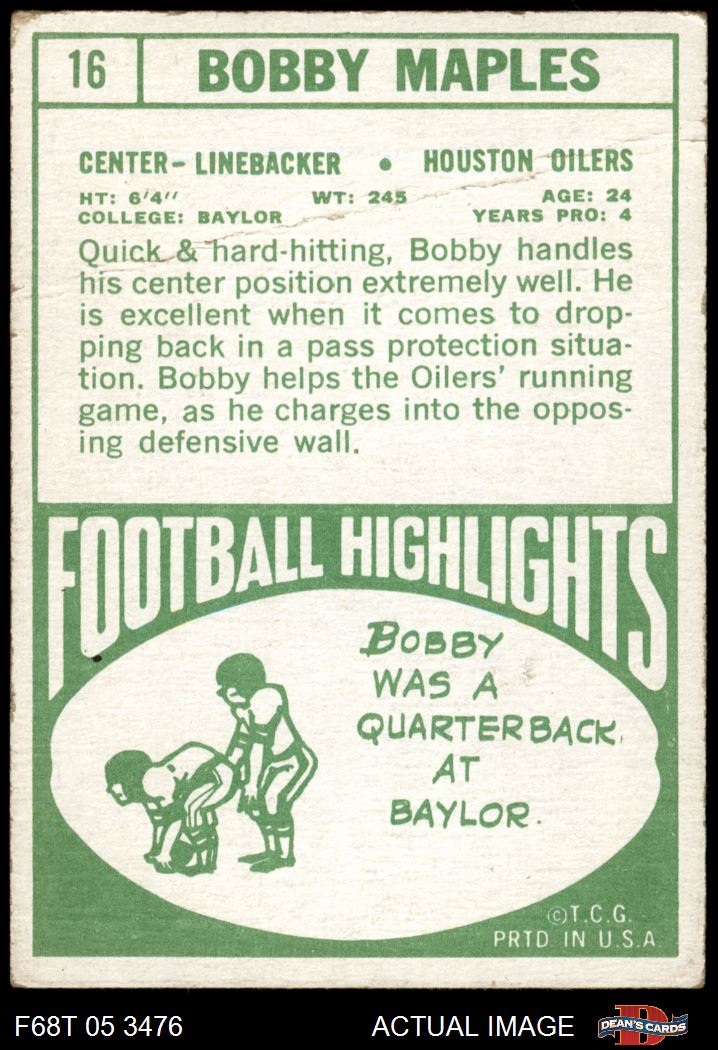 16
BOBBY MAPLES
CENTER-LINEBACKER • HOUSTON OILERS
HT: 6'4" WT: 245 AGE: 24
COLLEGE: BAYLOR YEARS PRO: 4
Quick & hard-hitting, Bobby handles
his center position extremely well. He
is excellent when it comes to drop-
ping back in a pass protection situa-
tion. Bobby helps the Oilers' running
game, as he charges into the oppos-
ing defensive wall.
FOOTBALL HIGHLIGHTS
BOBBY
WAS A
QUARTERBACK
AT
BAYLOR.
©T.C.G.
PRTD IN U.S.A.
F68T 05 3476 ACTUAL IMAGE DEAN'S CARDS